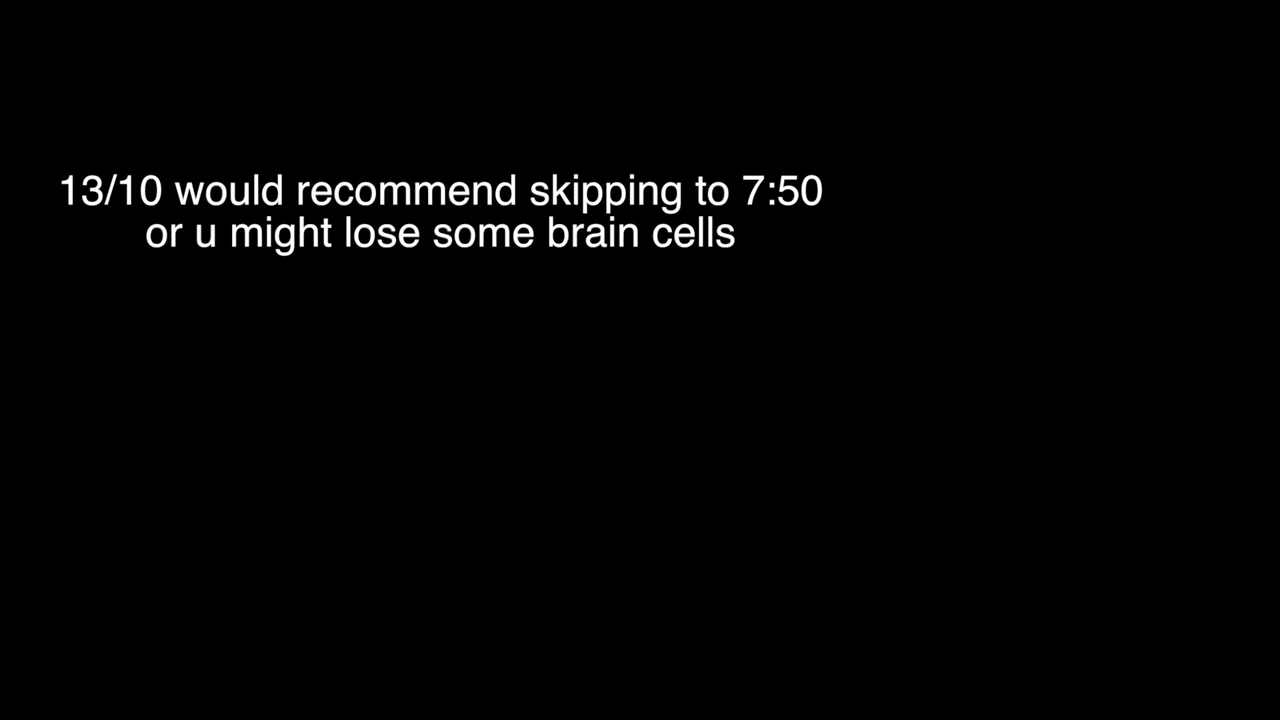 13/10 would recommend skipping to 7:50
or u might lose some brain cells